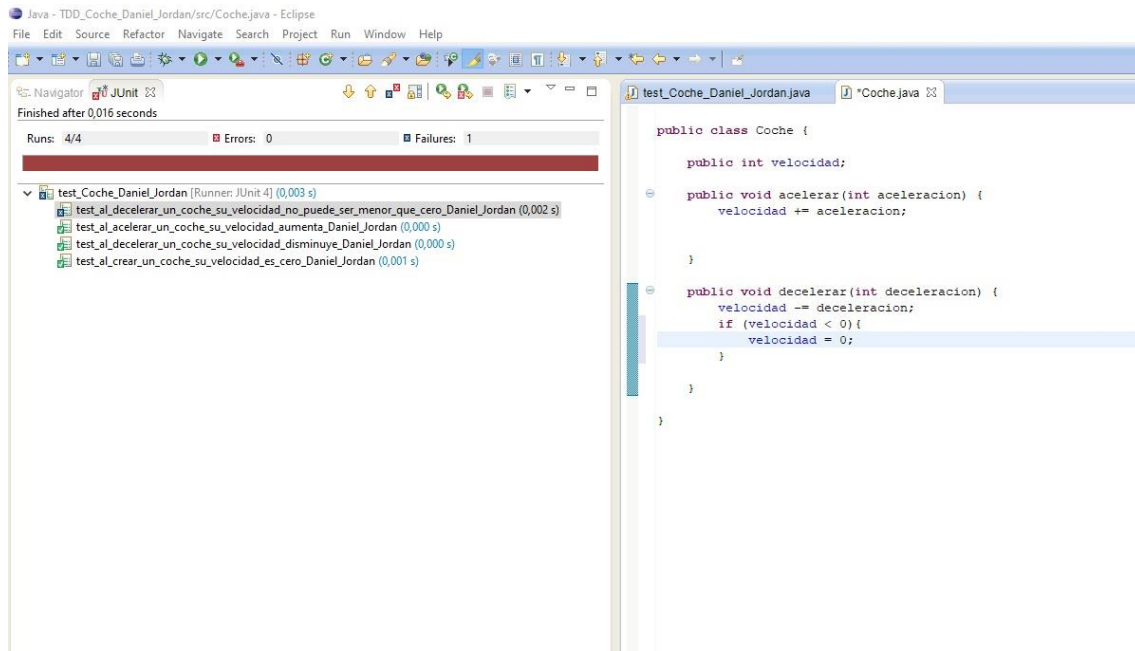 Java - TDD_Coche_Daniel_Jordan/src/Coche.java - Eclipse
File Edit Source Refactor Navigate Search Project Run Window Help
Navigator JUnit
Finished after 0,016 seconds
Runs: 4/4 Errors: 0 Failures: 1
test_Coche_Daniel_Jordan [Runner: JUnit 4] (0,003 s)
test_al_decelerar_un_coche_su_velocidad_no_puede_ser_menor_que_cero_Daniel_Jordan (0,002 s)
test_al_acelerar_un_coche_su_velocidad_aumenta_Daniel_Jordan (0,000 s)
test_al_decelerar_un_coche_su_velocidad_disminuye_Daniel_Jordan (0,000 s)
test_al_crear_un_coche_su_velocidad_es_cero_Daniel_Jordan (0,001 s)
test_Coche_Daniel_Jordan.java *Coche.java
public class Coche {
public int velocidad;
public void acelerar(int aceleracion) {
velocidad += aceleracion;
}
public void decelerar(int deceleracion) {
velocidad -= deceleracion;
if (velocidad < 0){
velocidad = 0;
}
}
}